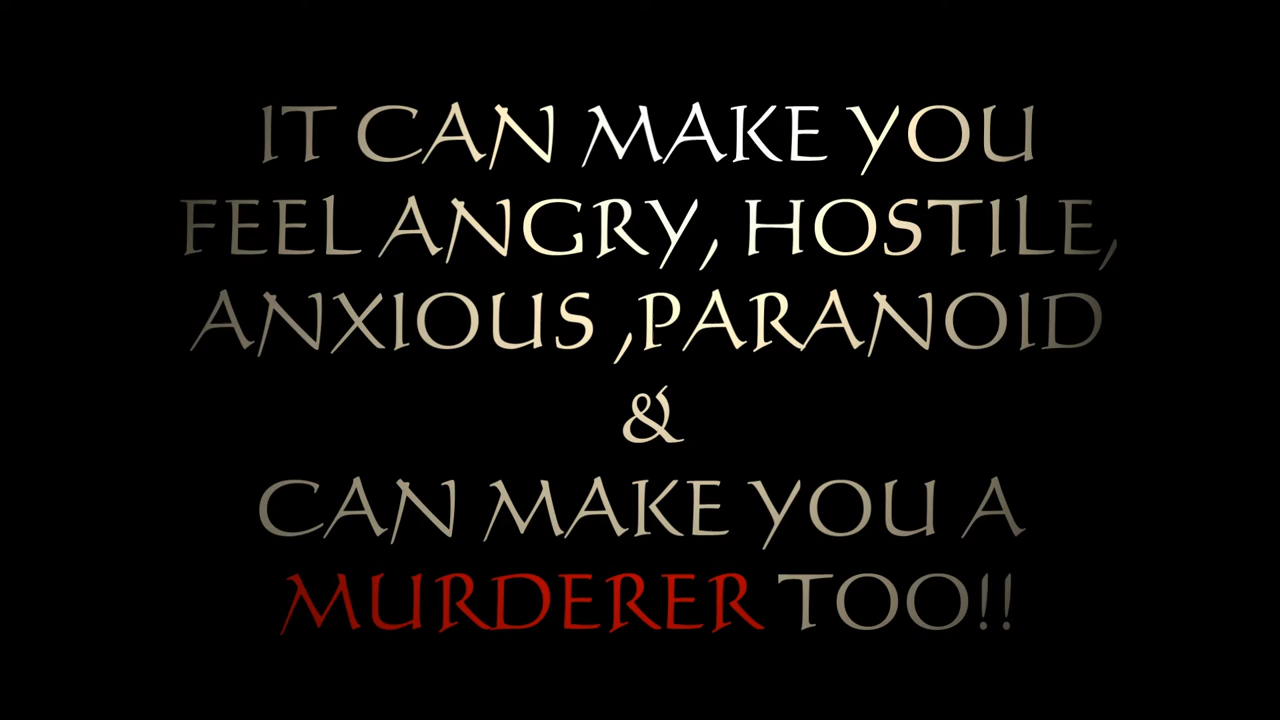 IT CAN MAKE YOU
FEEL ANGRY, HOSTILE,
ANXIOUS ,PARANOID
&
CAN MAKE YOU A
MURDERER TOO!!